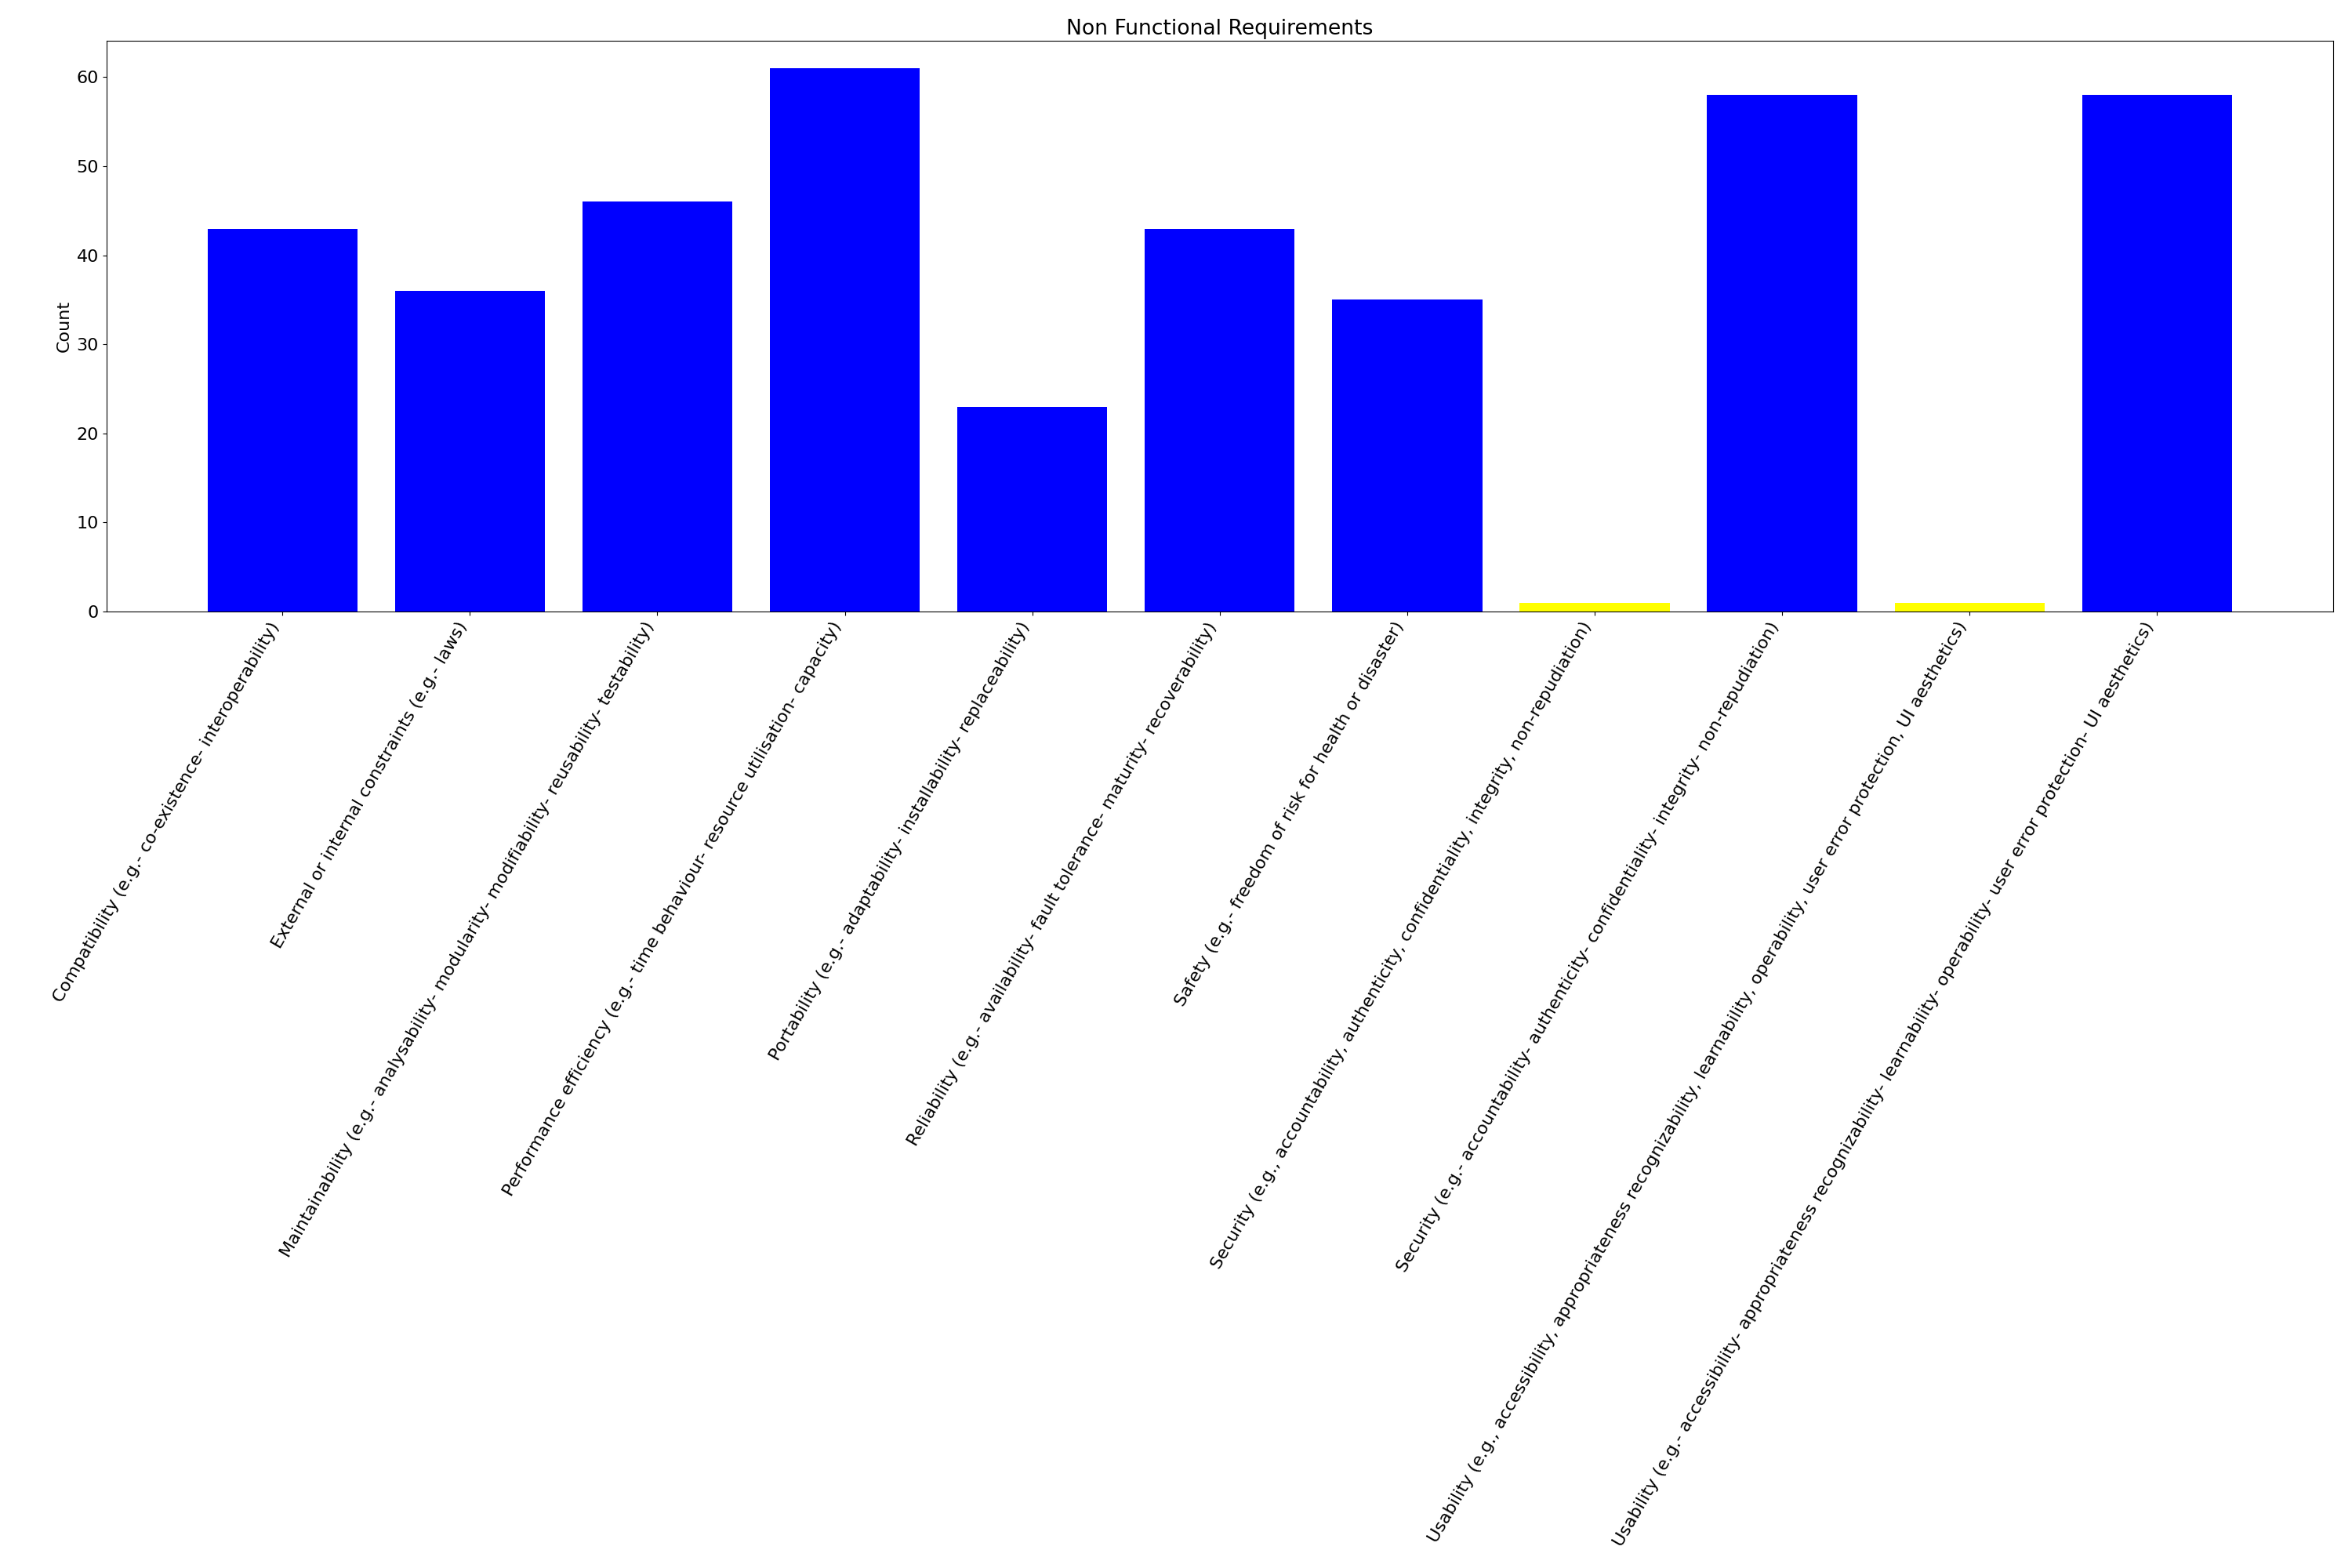 Non Functional Requirements
Count
60
50
40
30
20
10
0
Compatibility (e.g.- co-existence- interoperability)
External or internal constraints (e.g.- laws)
Maintainability (e.g.- analysability- modularity- modifiability- reusability- testability)
Performance efficiency (e.g.- time behaviour- resource utilisation- capacity)
Portability (e.g.- adaptability- installability- replaceability)
Reliability (e.g.- availability- fault tolerance- maturity- recoverability)
Safety (e.g.- freedom of risk for health or disaster)
Security (e.g., accountability, authenticity, confidentiality, integrity, non-repudiation)
Security (e.g.- accountability- authenticity- confidentiality- integrity- non-repudiation)
Usability (e.g., accessibility, appropriateness recognizability, learnability, operability, user error protection, UI aesthetics)
Usability (e.g.- accessibility- appropriateness recognizability- learnability- operability- user error protection- UI aesthetics)